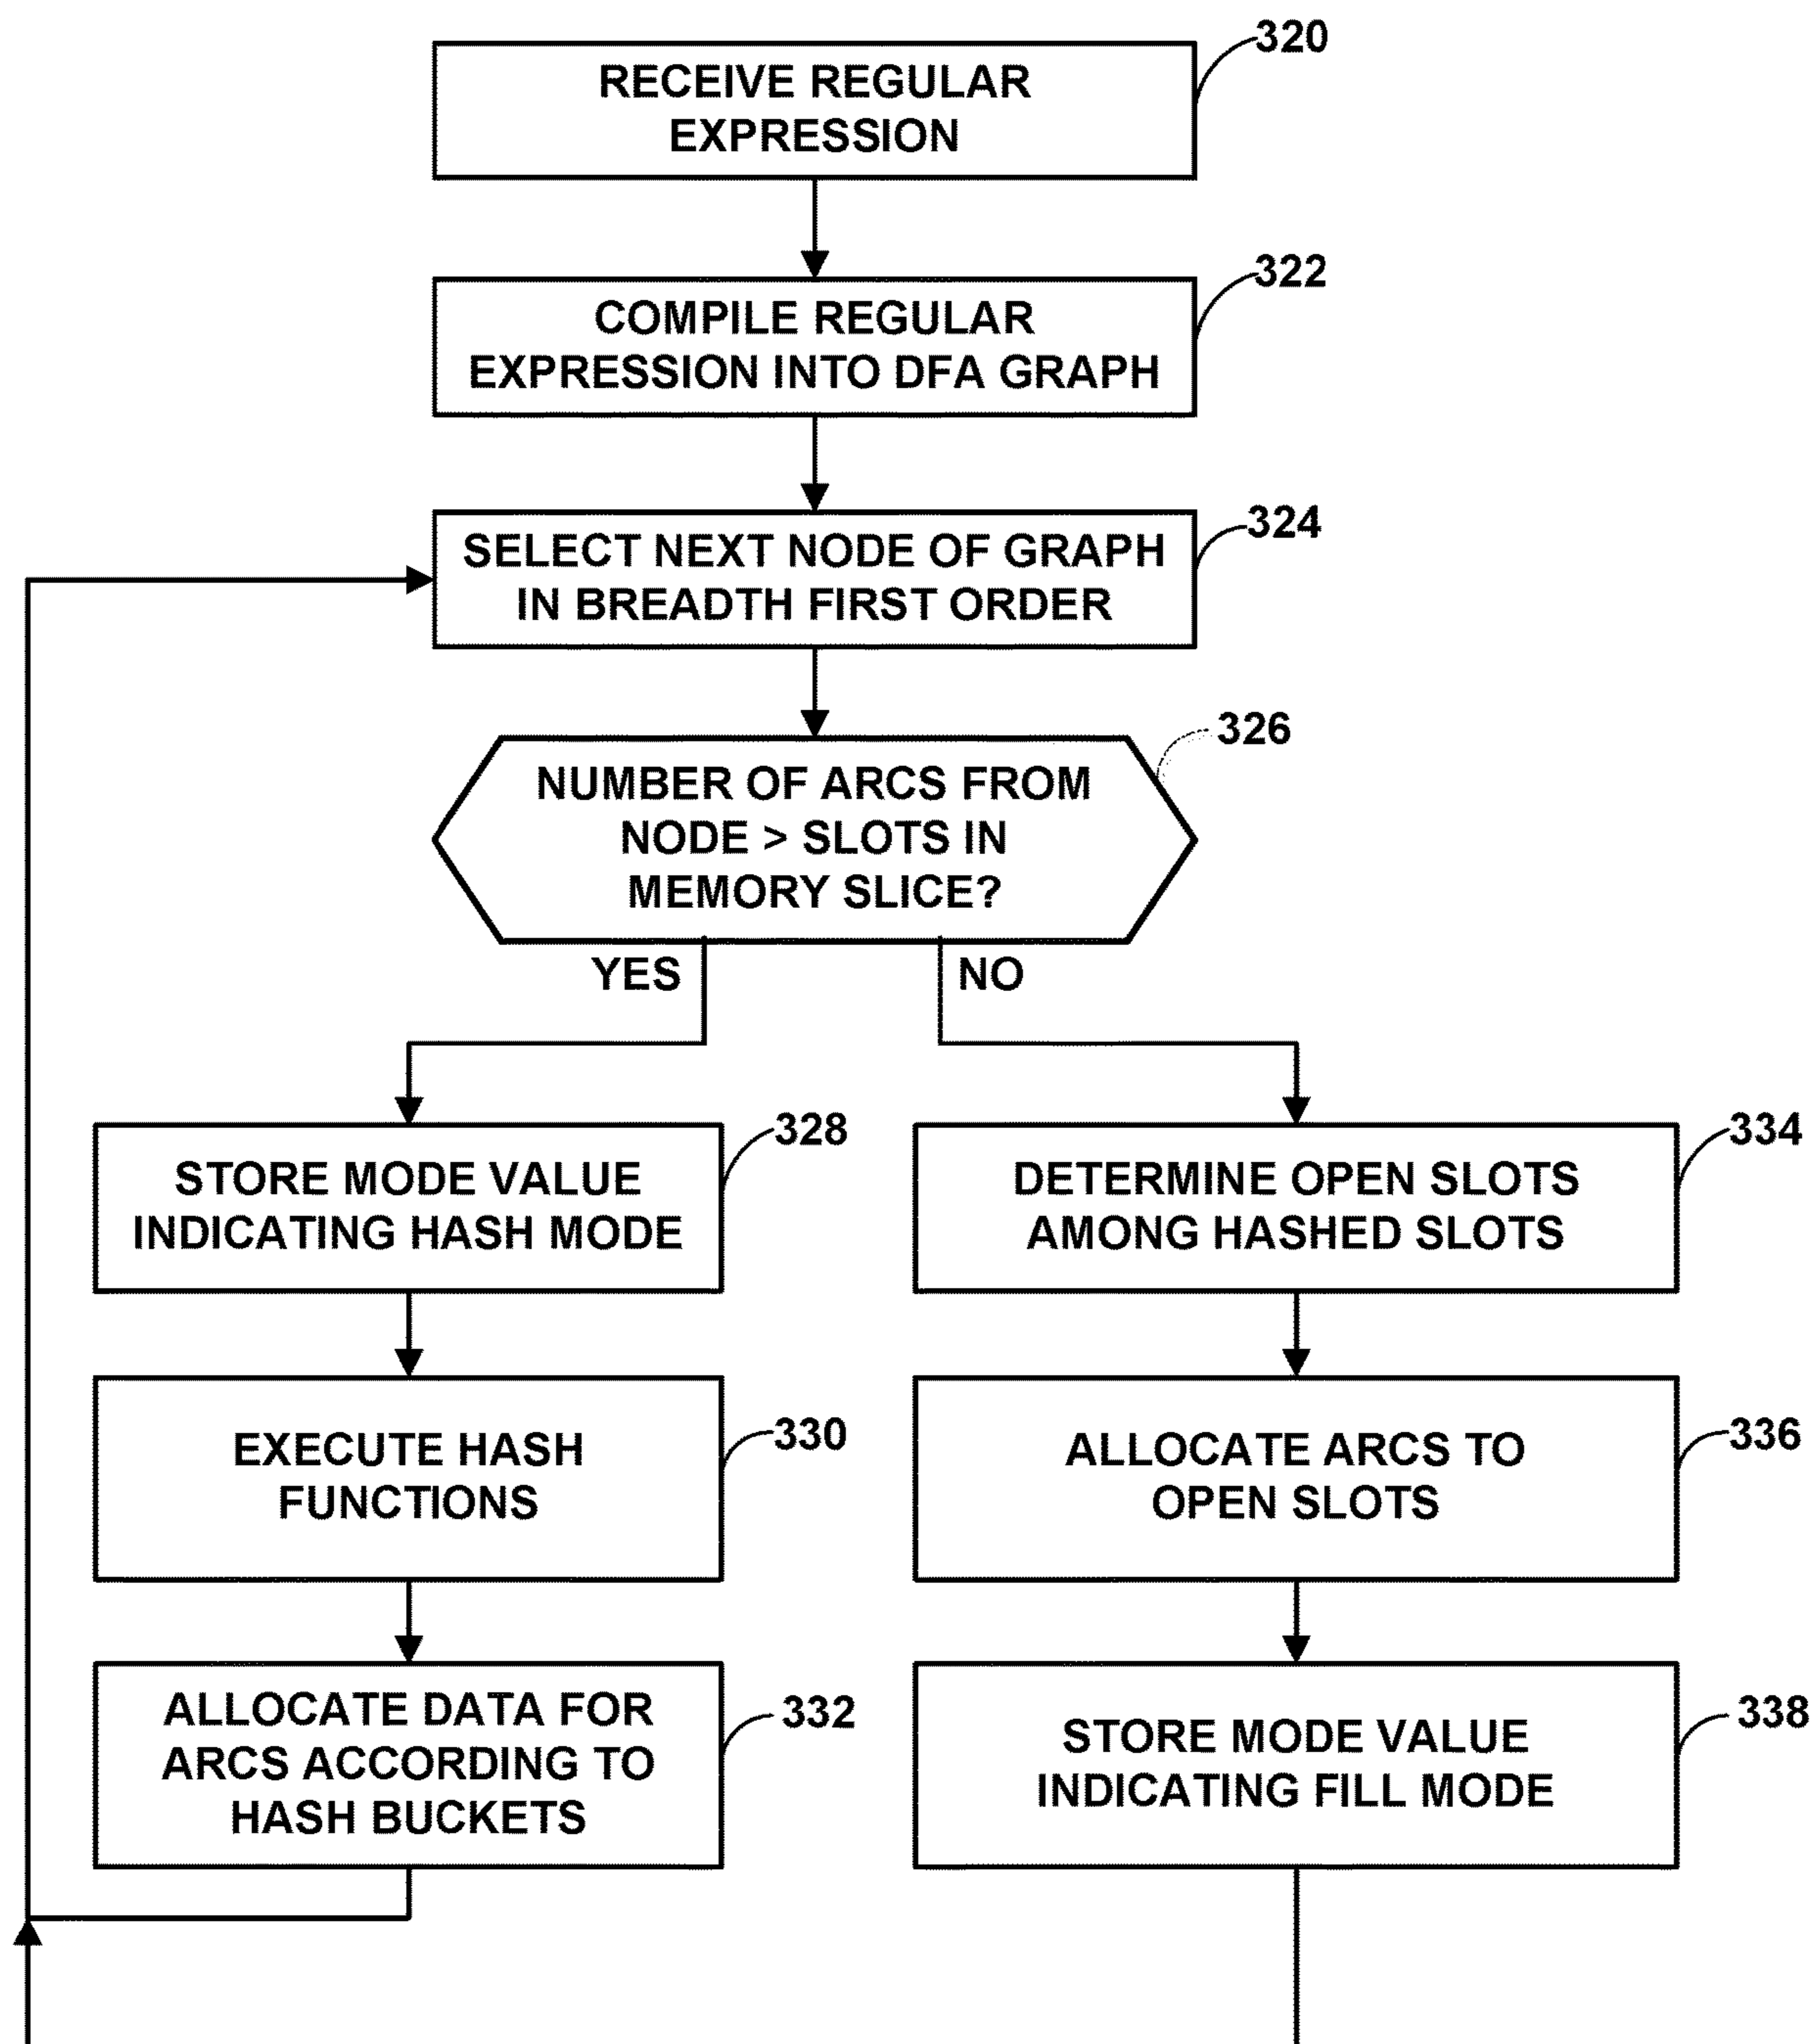 320
RECEIVE REGULAR
EXPRESSION
322
COMPILE REGULAR
EXPRESSION INTO DFA GRAPH
324
SELECT NEXT NODE OF GRAPH
IN BREADTH FIRST ORDER
326
NUMBER OF ARCS FROM
NODE > SLOTS IN
MEMORY SLICE?
YES
NO
328
STORE MODE VALUE
INDICATING HASH MODE
334
DETERMINE OPEN SLOTS
AMONG HASHED SLOTS
330
EXECUTE HASH
FUNCTIONS
336
ALLOCATE ARCS TO
OPEN SLOTS
332
ALLOCATE DATA FOR
ARCS ACCORDING TO
HASH BUCKETS
338
STORE MODE VALUE
INDICATING FILL MODE